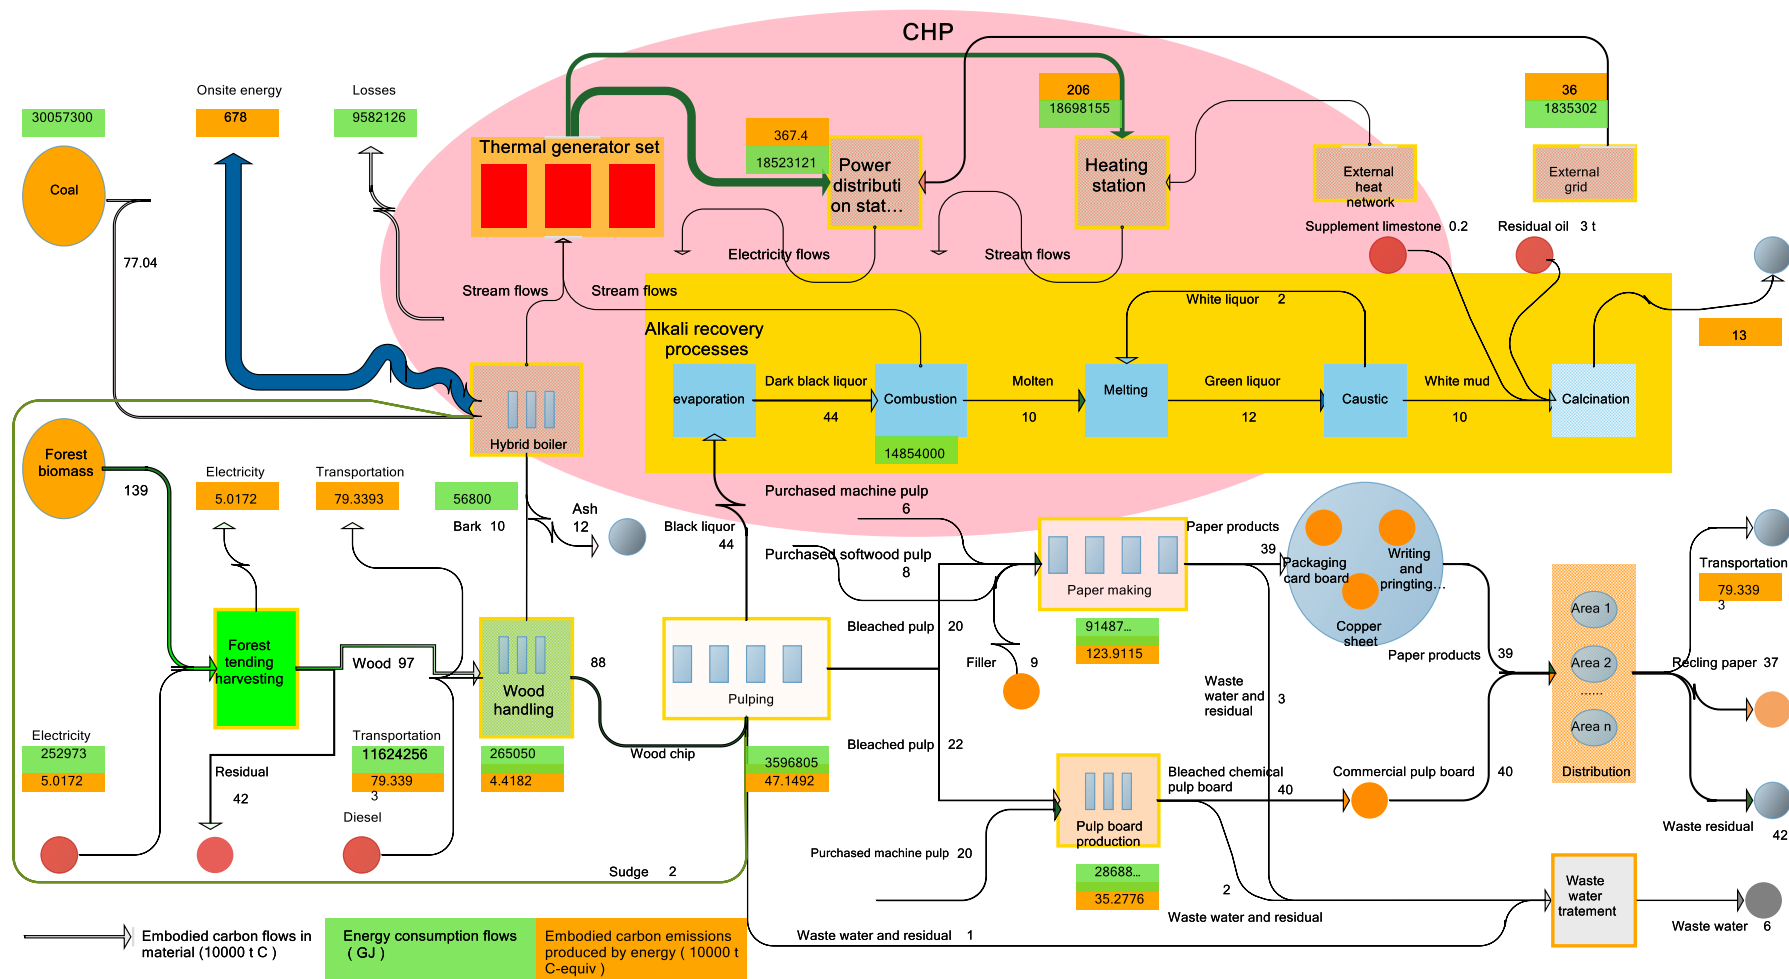 CHP
Onsite energy
Losses
30057300
678
9582126
206
18698155
36
1835302
Coal
Thermal generator set
367.4
18523121
Power
distributi
on stat...
Heating
station
External
heat
network
External
grid
77.04
Electricity flows
Stream flows
Supplement limestone 0.2
Residual oil 3 t
Stream flows
Stream flows
White liquor 2
Alkali recovery
processes
13
Dark black liquor
Molten
Melting
Green liquor
White mud
evaporation
Combustion
Caustic
Calcination
44
10
12
10
Hybrid boiler
14854000
Forest
biomass
139
Electricity
5.0172
Transportation
79.3393
56800
Bark 10
Ash
12
Black liquor
44
Purchased machine pulp
6
Purchased softwood pulp
8
Paper products
39
Packaging
card board
Writing
and
pringting...
Copper
sheet
Transportation
79.339
3
Paper making
91487...
123.9115
Area 1
Area 2
......
Area n
Distribution
Forest
tending
harvesting
Wood 97
Wood
handling
88
Pulping
Bleached pulp 20
Filler 9
Paper products
39
Recling paper 37
Waste
water and
residual
3
Electricity
252973
5.0172
Residual
42
Transportation
11624256
79.339
3
Diesel
265050
4.4182
Wood chip
3596805
47.1492
Bleached pulp 22
Bleached chemical
pulp board
40
Commercial pulp board
40
Pulp board
production
28688...
35.2776
Waste residual
42
Purchased machine pulp 20
Sudge 2
2
Waste water and residual
Waste
water
tratement
Waste water 6
Waste water and residual 1
Embodied carbon flows in
material (10000 t C )
Energy consumption flows
( GJ )
Embodied carbon emissions
produced by energy ( 10000 t
C-equiv )